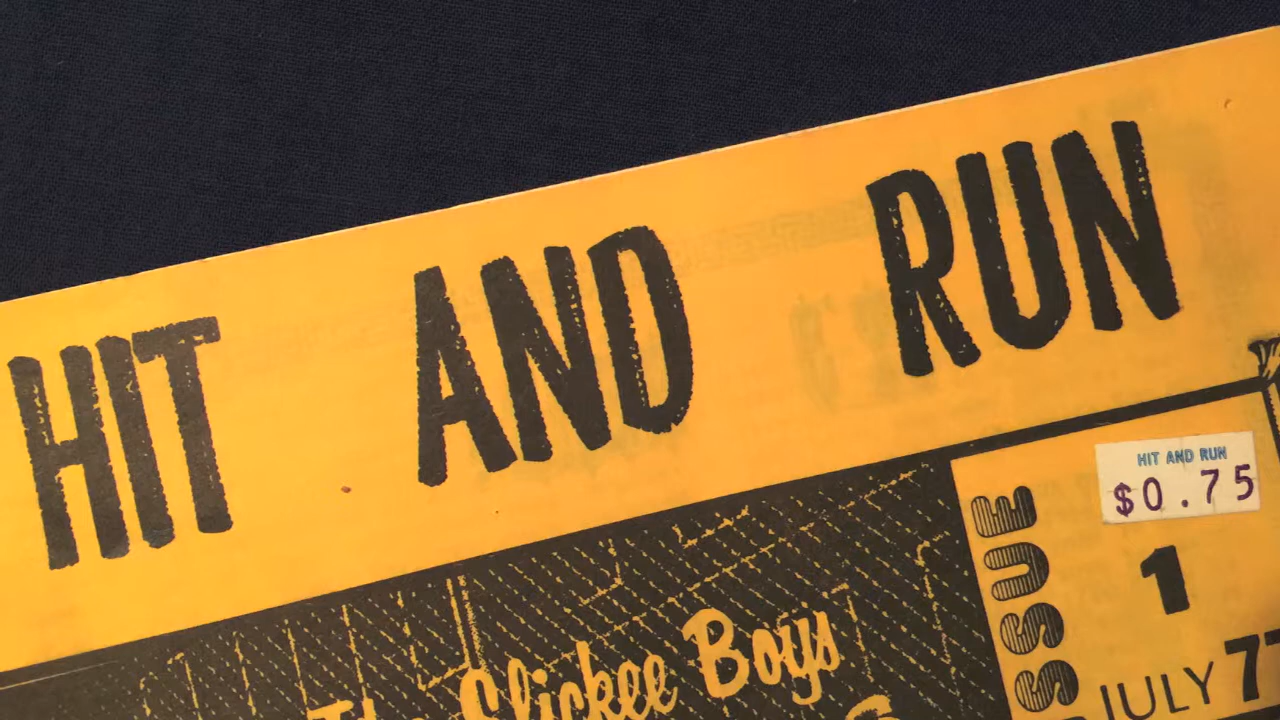 HIT AND RUN
HIT AND RUN
$0.75
ISSUE
1
JULY 77
The Slickee Boys